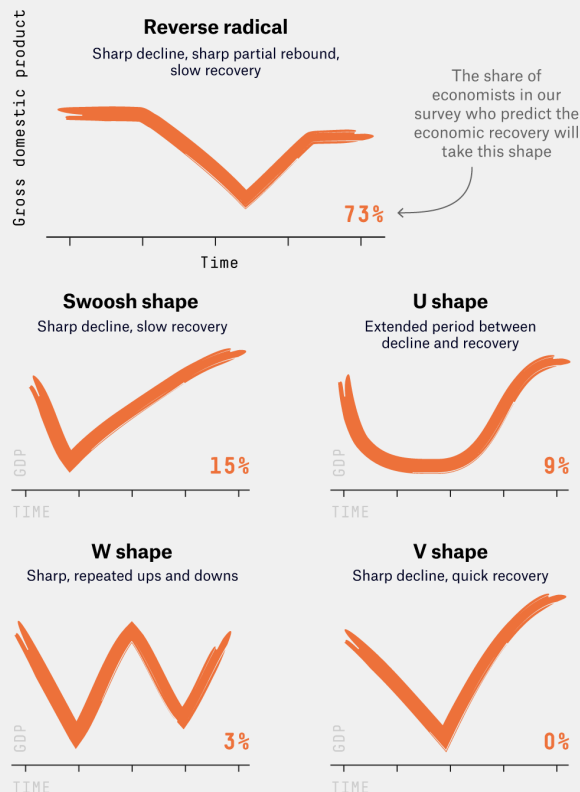 Gross domestic product
Reverse radical
Sharp decline, sharp partial rebound,
slow recovery
The share of
economists in our
survey who predict the
economic recovery will
take this shape
73%
Time
Swoosh shape
Sharp decline, slow recovery
GDP
15%
TIME
U shape
Extended period between
decline and recovery
GDP
9%
TIME
W shape
Sharp, repeated ups and downs
GDP
3%
TIME
V shape
Sharp decline, quick recovery
GDP
0%
TIME